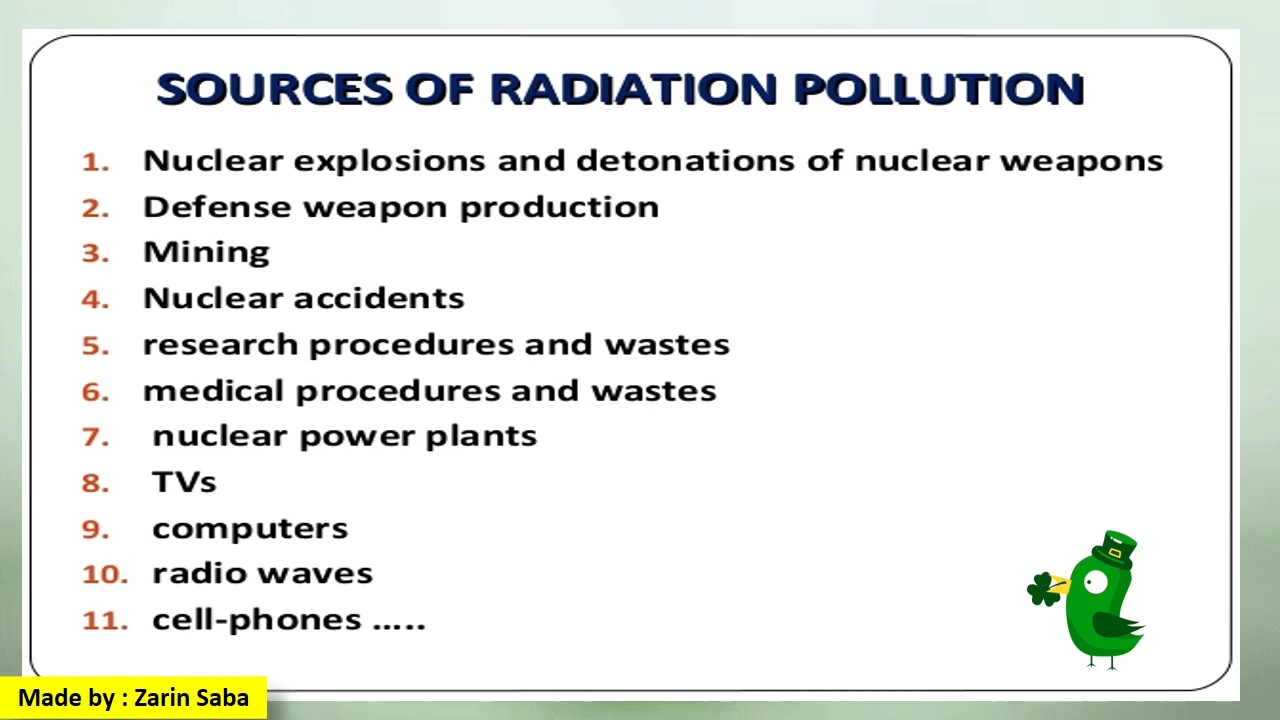 SOURCES OF RADIATION POLLUTION
1. Nuclear explosions and detonations of nuclear weapons
2. Defense weapon production
3. Mining
4. Nuclear accidents
5. research procedures and wastes
6. medical procedures and wastes
7. nuclear power plants
8. TVs
9. computers
10. radio waves
11. cell-phones .....
Made by : Zarin Saba